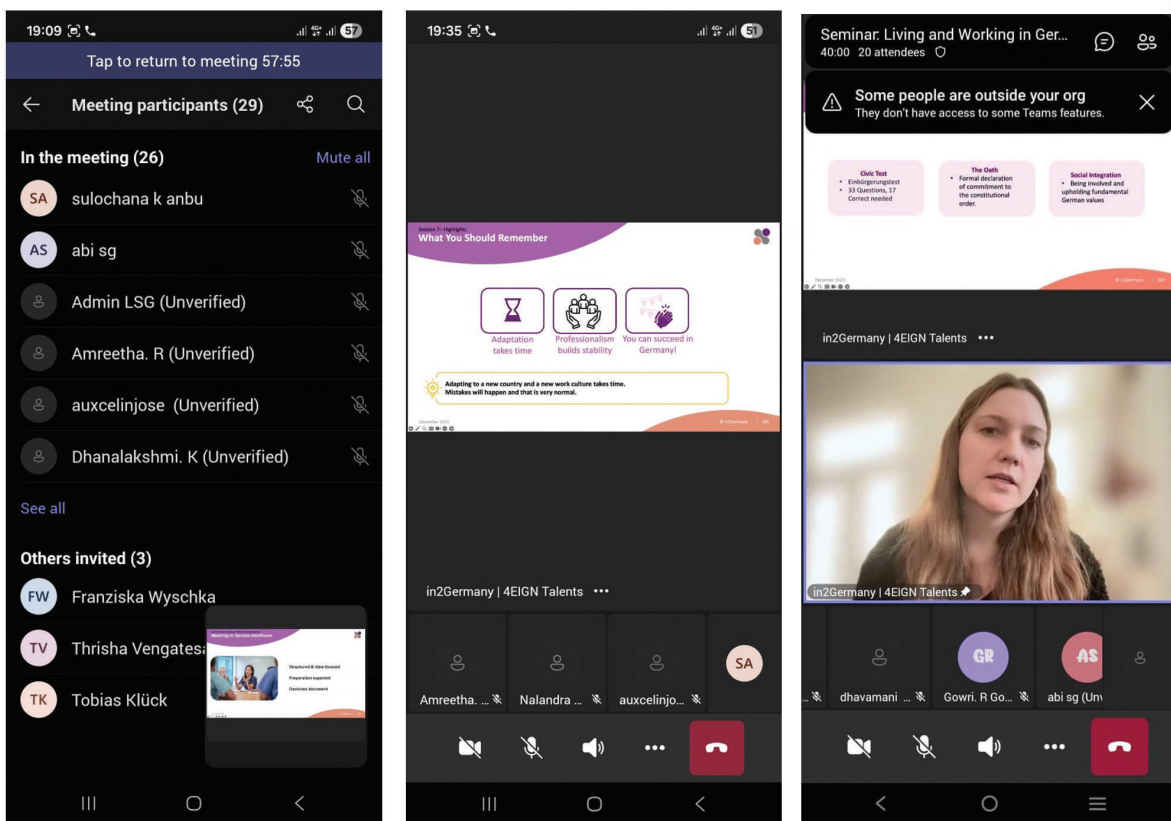 19:09
57
Tap to return to meeting 57:55
Meeting participants (29)
In the meeting (26)
Mute all
SA
sulochana k anbu
AS
abi sg
Admin LSG (Unverified)
Amreetha. R (Unverified)
auxcelinjose (Unverified)
Dhanalakshmi. K (Unverified)
See all
Others invited (3)
FW
Franziska Wyschka
TV
Thrisha Vengates
TK
Tobias Klück
Meetings in German Healthcare
Structured & time-focused
Preparation expected
Decisions document
19:35
4G+
51
Session 7– Highlights
What You Should Remember
Adaptation
takes time
Professionalism
builds stability
You can succeed in
Germany!
Adapting to a new country and a new work culture takes time.
Mistakes will happen and that is very normal.
December 2025
© in2Germany
in2Germany | 4EIGN Talents
Amreetha. ...
Nalandra ...
auxcelinjo...
SA
Seminar: Living and Working in Ger...
40:00 20 attendees
Some people are outside your org
They don't have access to some Teams features.
Civic Test
• Einbürgerungstest
• 33 Questions, 17
Correct needed
The Oath
• Formal declaration
of commitment to
the constitutional
order.
Social Integration
• Being involved and
upholding fundamental
German values
December 2025
© in2Germany
in2Germany | 4EIGN Talents
in2Germany | 4EIGN Talents
dhavamani ...
GR
Gowri. R Go...
AS
abi sg (Unv